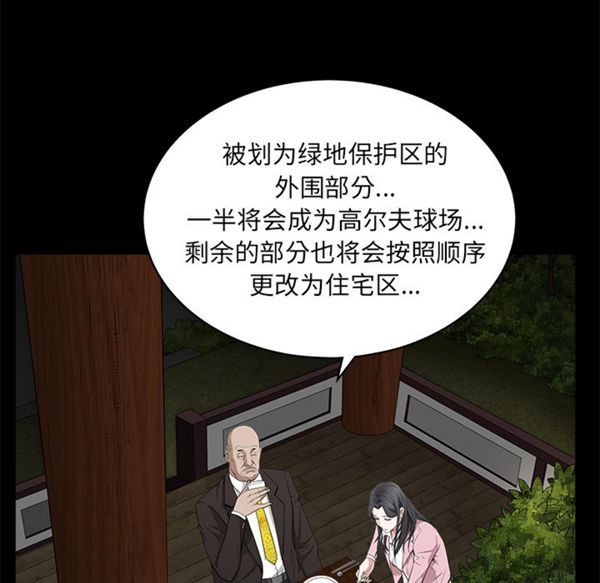 被划为绿地保护区的
外围部分...
一半将会成为高尔夫球场...
剩余的部分也将会按照顺序
更改为住宅区...